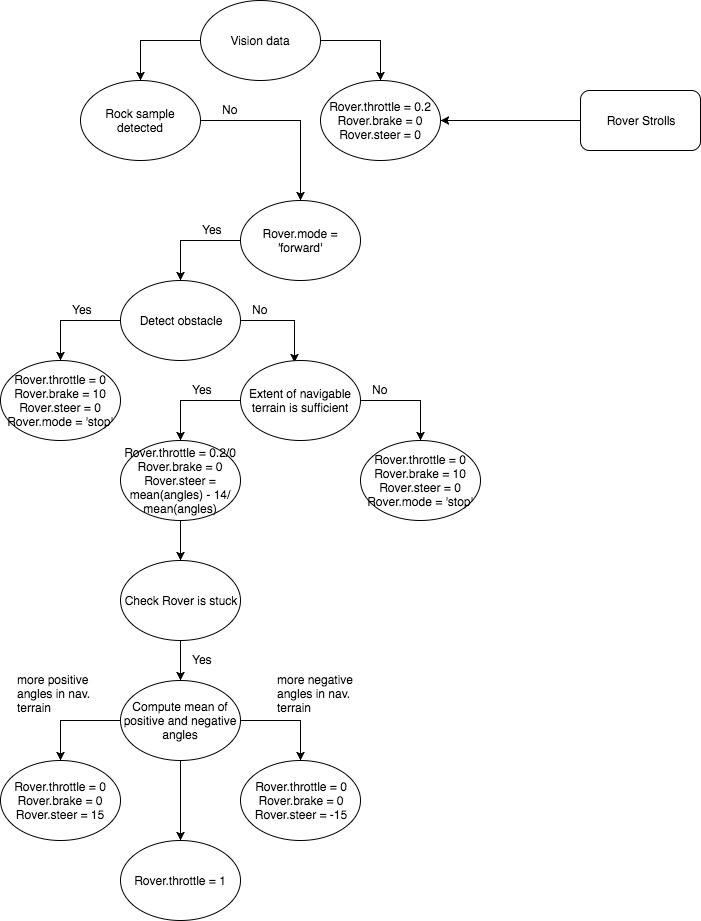 Vision data
Rock sample
detected
No
Rover.throttle = 0.2
Rover.brake = 0
Rover.steer = 0
Rover Strolls
Rover.mode =
'forward'
Yes
Detect obstacle
Yes
No
Rover.throttle = 0
Rover.brake = 10
Rover.steer = 0
Rover.mode = 'stop'
Extent of navigable
terrain is sufficient
Yes
No
Rover.throttle = 0.2/0
Rover.brake = 0
Rover.steer =
mean(angles) - 14/
mean(angles)
Rover.throttle = 0
Rover.brake = 10
Rover.steer = 0
Rover.mode = 'stop'
Check Rover is stuck
Yes
more positive
angles in nav.
terrain
Compute mean of
positive and negative
angles
more negative
angles in nav.
terrain
Rover.throttle = 0
Rover.brake = 0
Rover.steer = 15
Rover.throttle = 0
Rover.brake = 0
Rover.steer = -15
Rover.throttle = 1